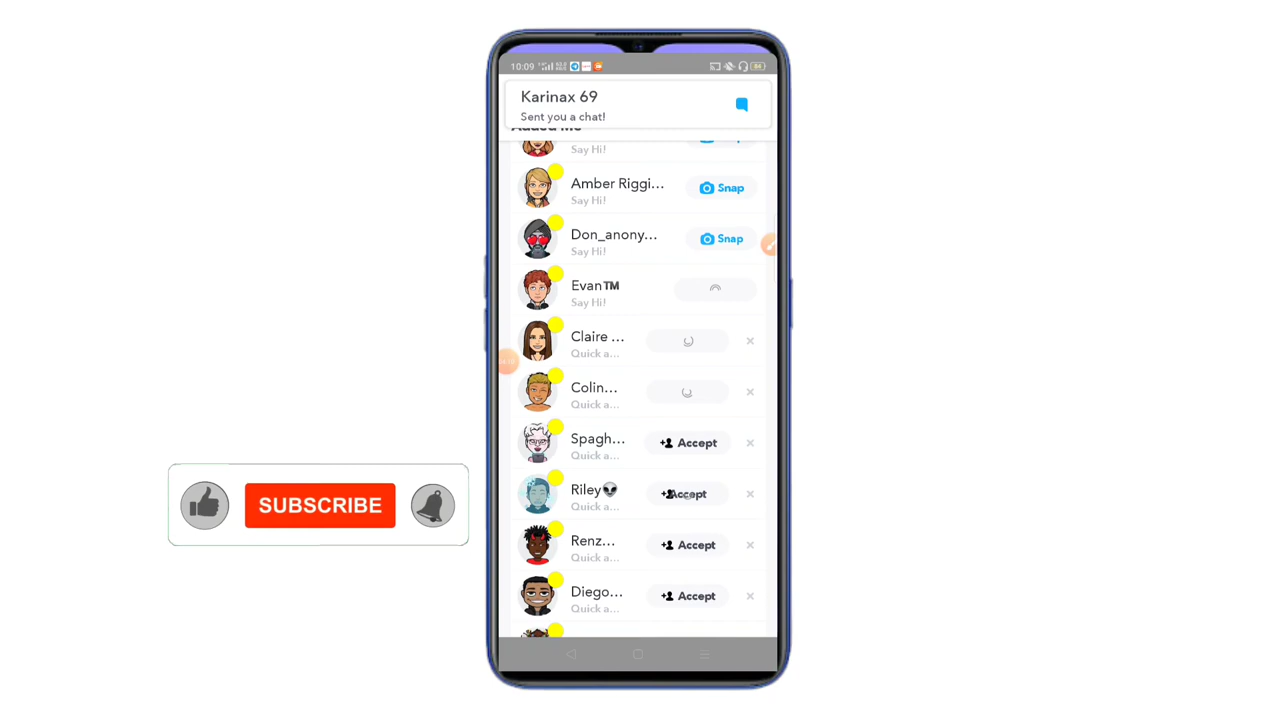 10:09
Karinax 69
Sent you a chat!
Added Me
Say Hi!
Amber Riggi...
Say Hi!
Snap
Don_anony...
Say Hi!
Snap
Evan™
Say Hi!
Claire ...
Quick a...
Colin...
Quick a...
Spagh...
Quick a...
Accept
Riley👽
Quick a...
Accept
Renz...
Quick a...
Accept
Diego...
Quick a...
Accept
SUBSCRIBE